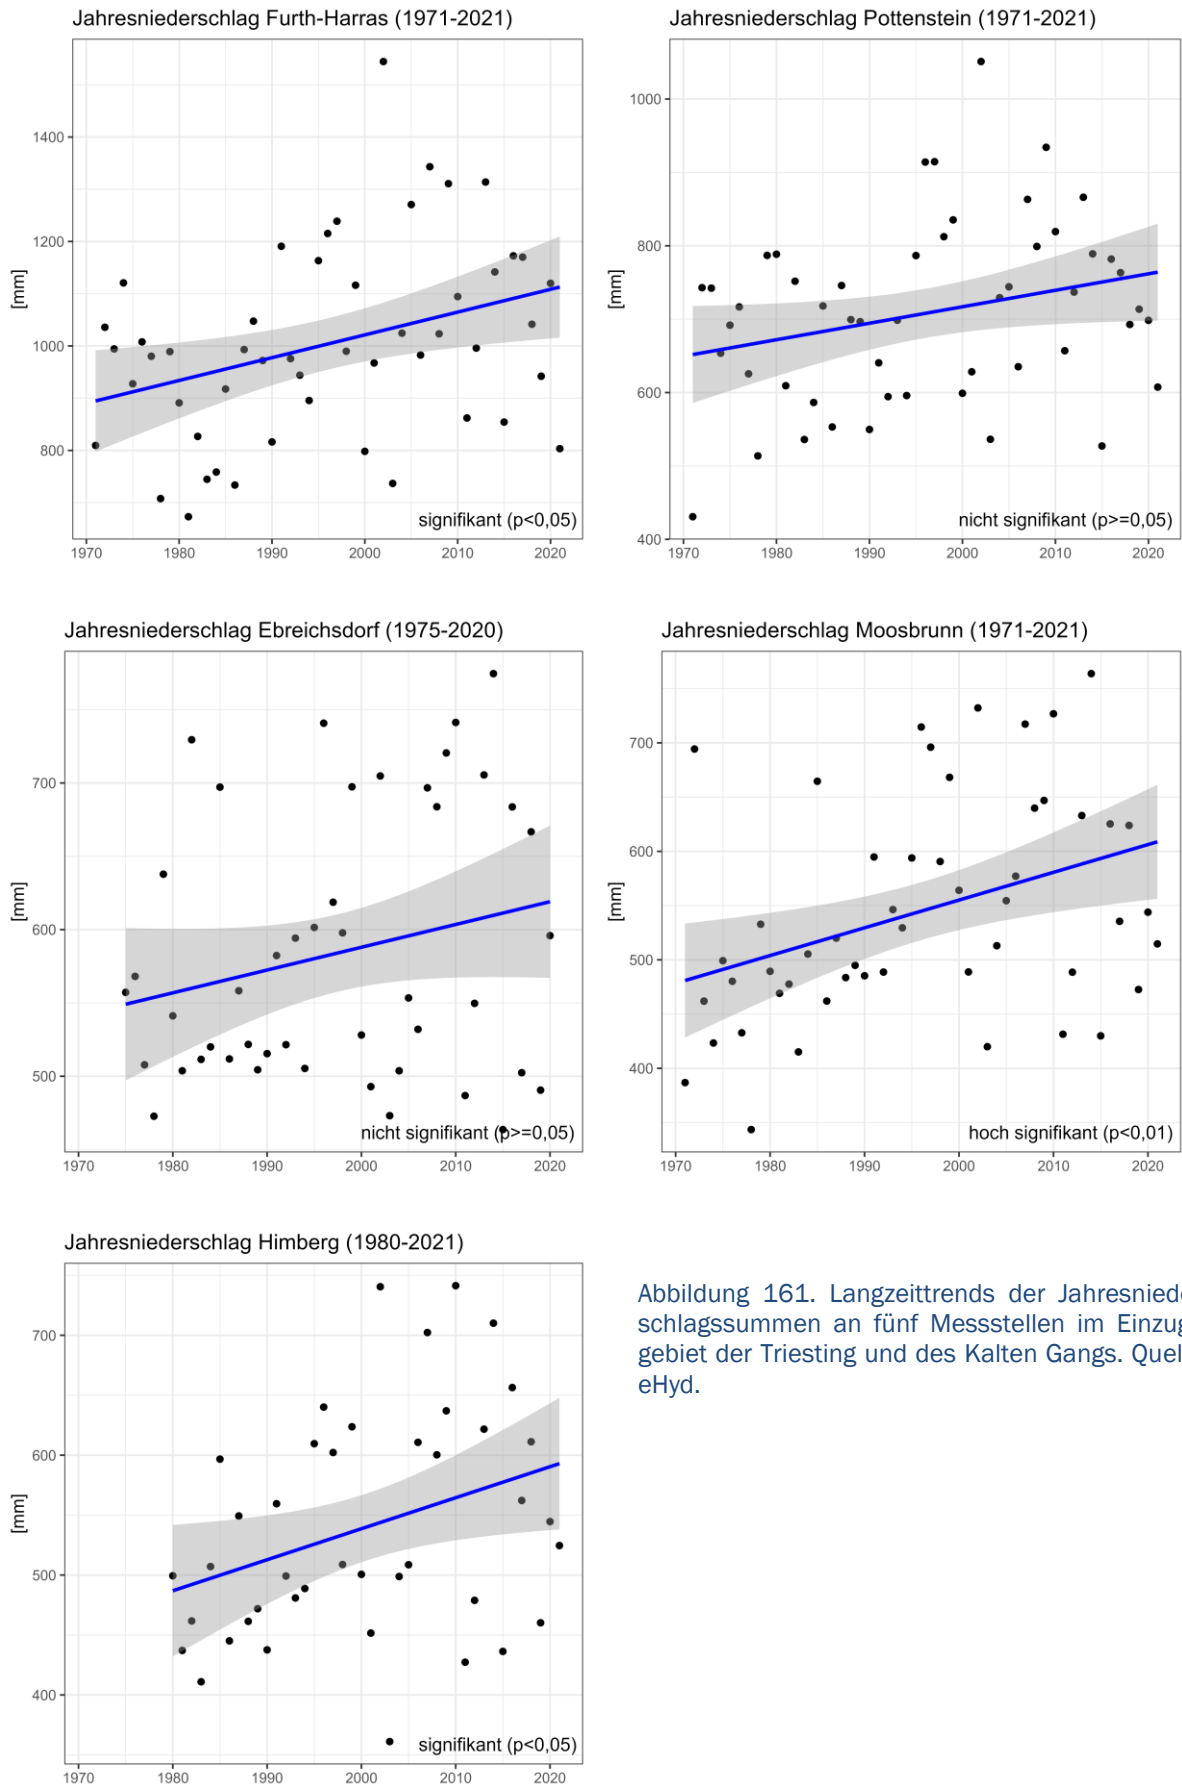 Jahresniederschlag Furth-Harras (1971-2021)
[mm]
1400
1200
1000
800
signifikant (p<0,05)
1970 1980 1990 2000 2010 2020
Jahresniederschlag Pottenstein (1971-2021)
[mm]
1000
800
600
400
nicht signifikant (p>=0,05)
1970 1980 1990 2000 2010 2020
Jahresniederschlag Ebreichsdorf (1975-2020)
[mm]
700
600
500
nicht signifikant (p>=0,05)
1970 1980 1990 2000 2010 2020
Jahresniederschlag Moosbrunn (1971-2021)
[mm]
700
600
500
400
hoch signifikant (p<0,01)
1970 1980 1990 2000 2010 2020
Jahresniederschlag Himberg (1980-2021)
[mm]
700
600
500
400
signifikant (p<0,05)
1970 1980 1990 2000 2010 2020
Abbildung 161. Langzeittrends der Jahresniede
schlagssummen an fünf Messstellen im Einzug
gebiet der Triesting und des Kalten Gangs. Quel
eHyd.